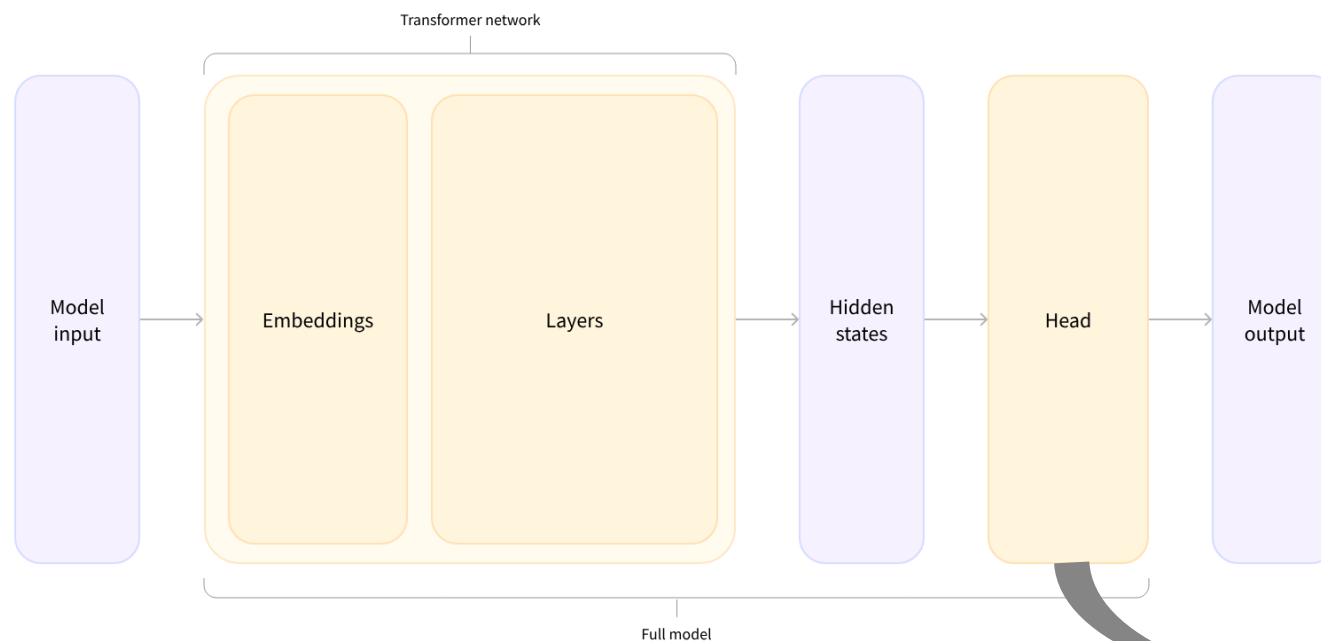 Transformer network
Model
input
Embeddings
Layers
Hidden
states
Head
Model
output
Full model